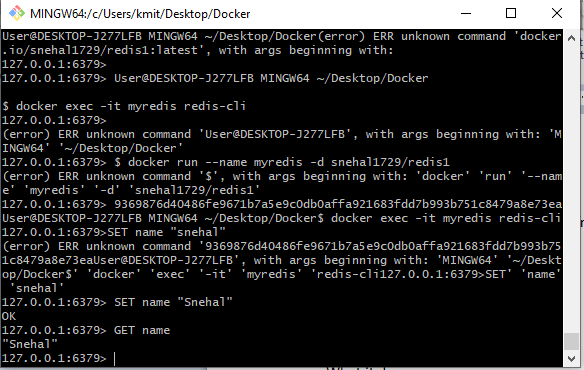 MINGW64:/c/Users/kmit/Desktop/Docker
User@DESKTOP-J277LFB MINGW64 ~/Desktop/Docker(error) ERR unknown command 'docker
.io/snehal1729/redis1:latest', with args beginning with:
127.0.0.1:6379>
127.0.0.1:6379> User@DESKTOP-J277LFB MINGW64 ~/Desktop/Docker
$ docker exec -it myredis redis-cli
127.0.0.1:6379>
(error) ERR unknown command 'User@DESKTOP-J277LFB', with args beginning with: 'M
INGW64' '~/Desktop/Docker'
127.0.0.1:6379> $ docker run --name myredis -d snehal1729/redis1
(error) ERR unknown command '$', with args beginning with: 'docker' 'run' '--nam
e' 'myredis' '-d' 'snehal1729/redis1'
127.0.0.1:6379> 9369876d40486fe9671b7a5e9c0db0affa921683fdd7b993b751c8479a8e73ea
User@DESKTOP-J277LFB MINGW64 ~/Desktop/Docker$ docker exec -it myredis redis-cli
127.0.0.1:6379>SET name "snehal"
(error) ERR unknown command '9369876d40486fe9671b7a5e9c0db0affa921683fdd7b993b75
1c8479a8e73eaUser@DESKTOP-J277LFB', with args beginning with: 'MINGW64' '~/Deskt
op/Docker$' 'docker' 'exec' '-it' 'myredis' 'redis-cli127.0.0.1:6379>SET' 'name'
'snehal'
127.0.0.1:6379> SET name "Snehal"
OK
127.0.0.1:6379> GET name
"Snehal"
127.0.0.1:6379>